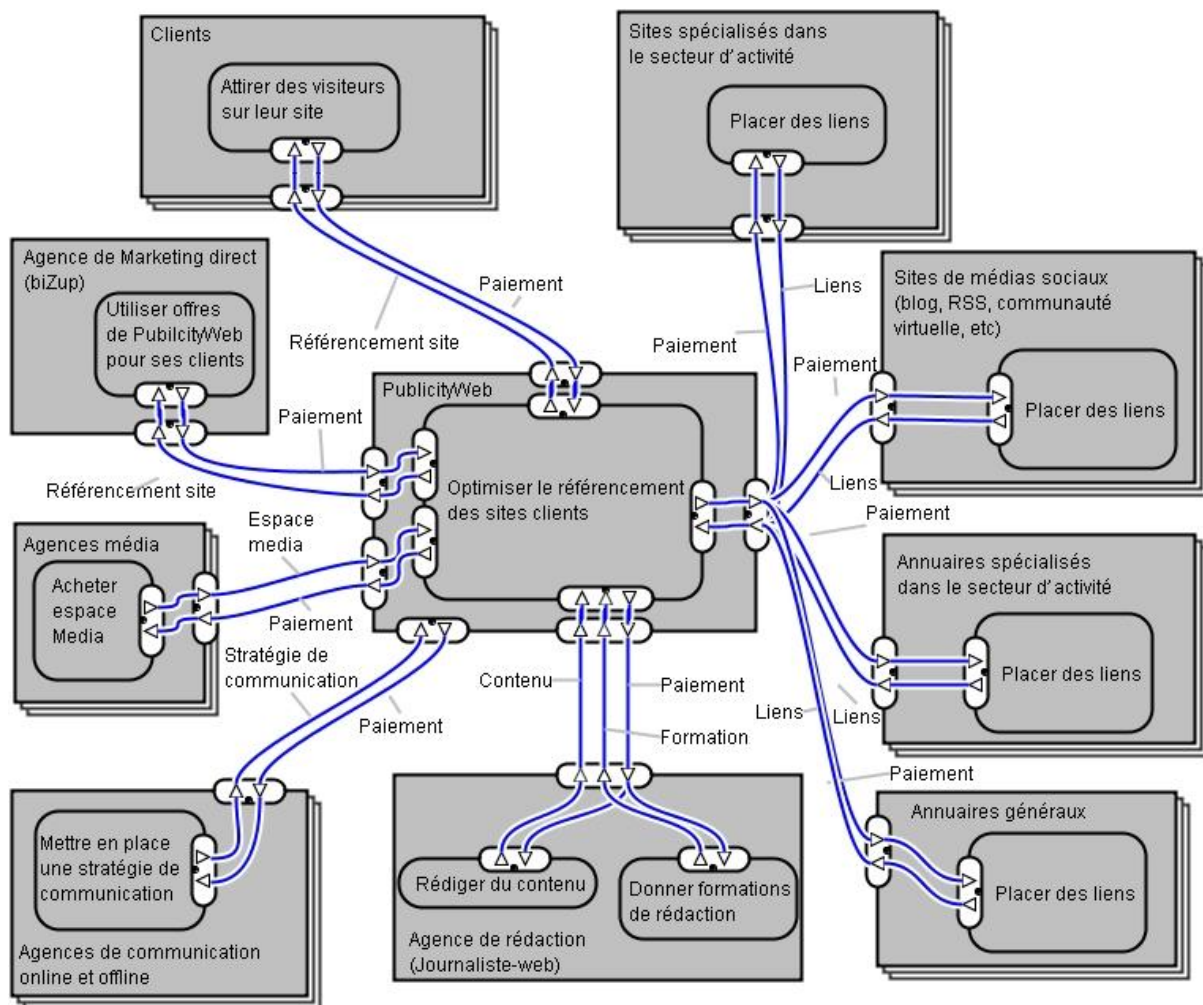 Clients
Attirer des visiteurs
sur leur site
Sites spécialisés dans
le secteur d'activité
Placer des liens
Agence de Marketing direct
(biZup)
Utiliser offres
de PubilcityWeb
pour ses clients
Paiement
Référencement site
Liens
Paiement
Sites de médias sociaux
(blog, RSS, communauté
virtuelle, etc)
Placer des liens
Paiement
Liens
PublicityWeb
Optimiser le référencement
des sites clients
Paiement
Référencement site
Espace
media
Paiement
Agences média
Acheter
espace
Media
Paiement
Annuaires spécialisés
dans le secteur d'activité
Placer des liens
Liens
Stratégie de
communication
Paiement
Contenu
Paiement
Formation
Liens
Paiement
Annuaires généraux
Placer des liens
Mettre en place
une stratégie de
communication
Agences de communication
online et offline
Rédiger du contenu
Donner formations
de rédaction
Agence de rédaction
(Journaliste-web)